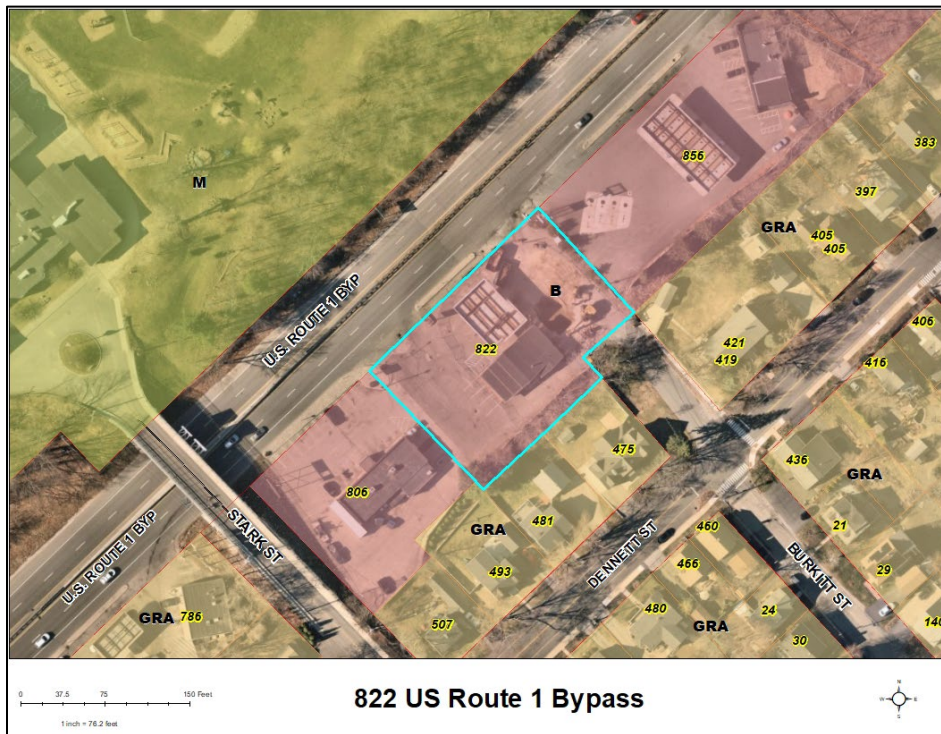 383
856
397
M
GRA
405
405
B
406
421
416
822
419
U.S. ROUTE 1 BYP
436
475
GRA
806
481
GRA
21
460
U.S. ROUTE 1 BYP
STARK ST
493
DENNETT ST
466
BURKITT ST
29
GRA
786
480
24
140
507
GRA
30
0 37.5 75 150 Feet
1 inch = 76.2 feet
822 US Route 1 Bypass
N
W E
S